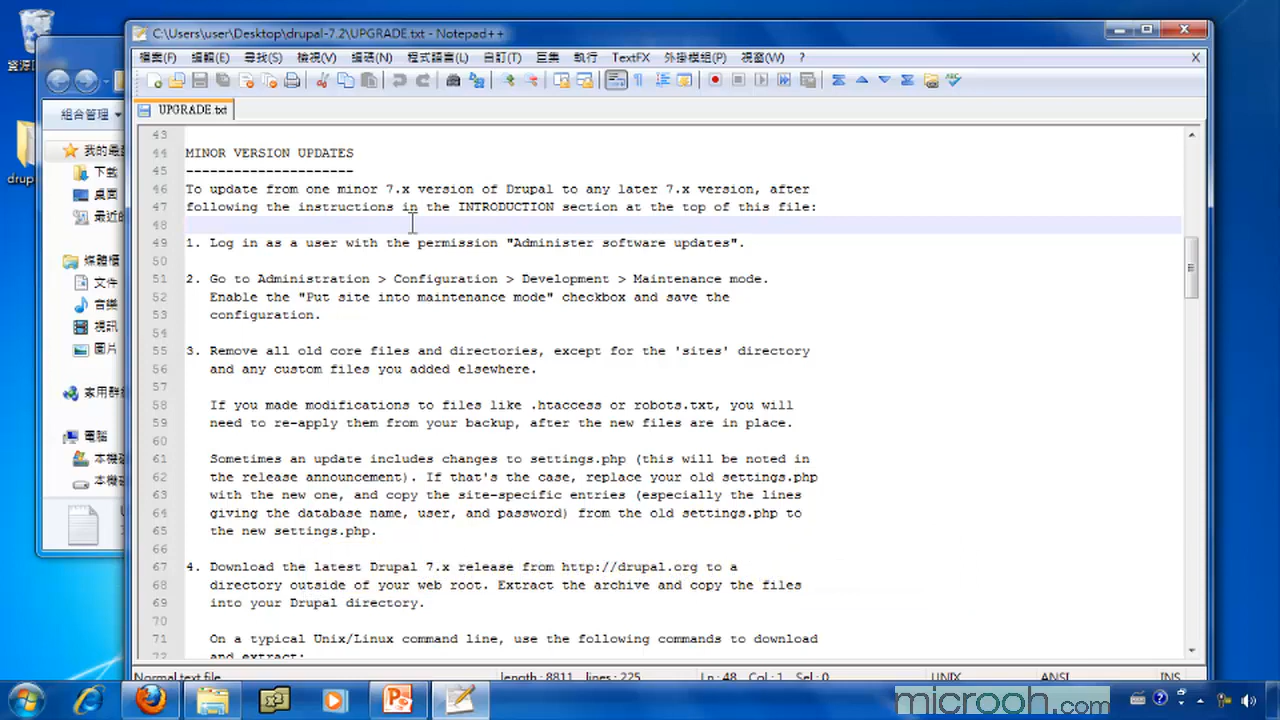 C:\Users\user\Desktop\drupal-7.2\UPGRADE.txt - Notepad++
檔案(F) 編輯(E) 尋找(S) 檢視(V) 編碼(N) 程式語言(L) 自訂(T) 巨集 執行 TextFX 外掛模組(P) 視窗(W) ? X
組合管理
UPGRADE.txt
43
44 MINOR VERSION UPDATES
45 ---------------------
46 To update from one minor 7.x version of Drupal to any later 7.x version, after
47 following the instructions in the INTRODUCTION section at the top of this file:
48
49 1. Log in as a user with the permission "Administer software updates".
50
51 2. Go to Administration > Configuration > Development > Maintenance mode.
52 Enable the "Put site into maintenance mode" checkbox and save the
53 configuration.
54
55 3. Remove all old core files and directories, except for the 'sites' directory
56 and any custom files you added elsewhere.
57
58 If you made modifications to files like .htaccess or robots.txt, you will
59 need to re-apply them from your backup, after the new files are in place.
60
61 Sometimes an update includes changes to settings.php (this will be noted in
62 the release announcement). If that's the case, replace your old settings.php
63 with the new one, and copy the site-specific entries (especially the lines
64 giving the database name, user, and password) from the old settings.php to
65 the new settings.php.
66
67 4. Download the latest Drupal 7.x release from http://drupal.org to a
68 directory outside of your web root. Extract the archive and copy the files
69 into your Drupal directory.
70
71 On a typical Unix/Linux command line, use the following commands to download
72 and extract:
我的最
下載
桌面
最近的
媒體櫃
文件
音樂
視訊
圖片
家用群
電腦
本機
本機
drup
Normal text file length : 8811 lines : 225 Ln : 48 Col : 1 Sel : 0 UNIX ANSI INS
microoh.com